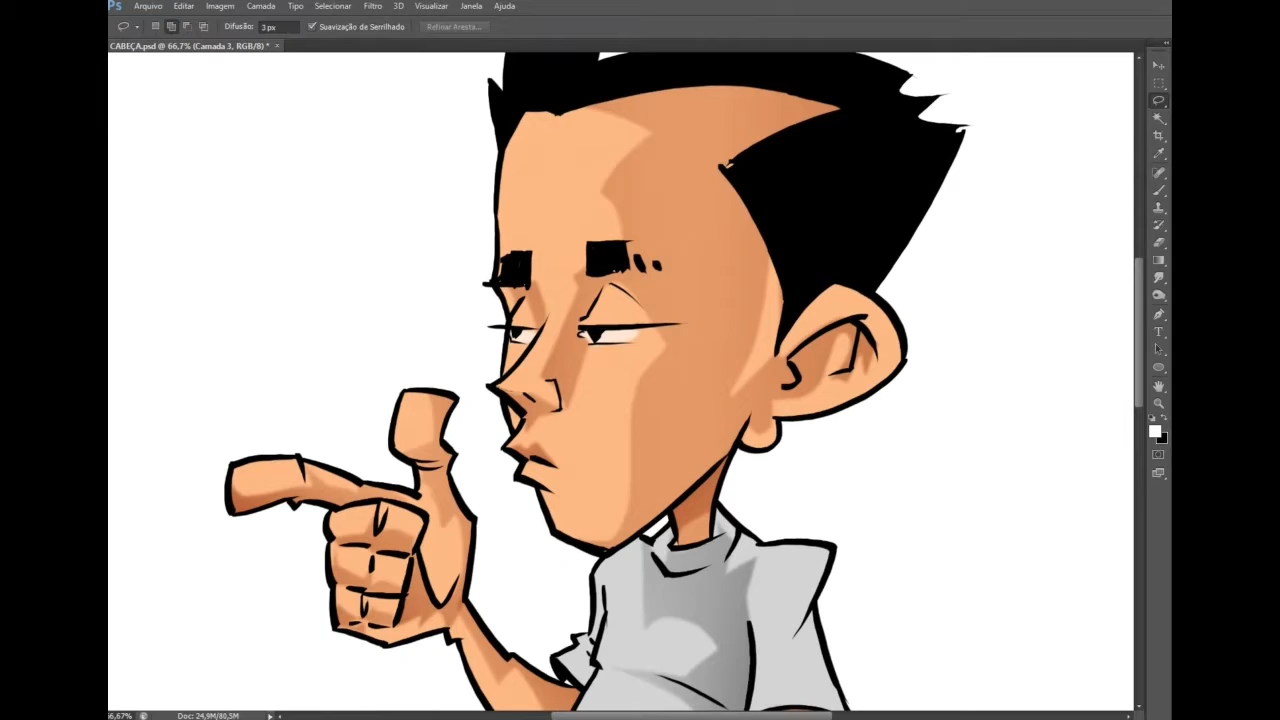 Ps Arquivo Editar Imagem Camada Tipo Selecionar Filtro 3D Visualizar Janela Ajuda
Difusão: 3 px Suavização de Serrilhado Refinar Aresta...
CABEÇA.psd @ 66,7% (Camada 3, RGB/8) * ×
66,67% Doc: 24,9M/80,5M